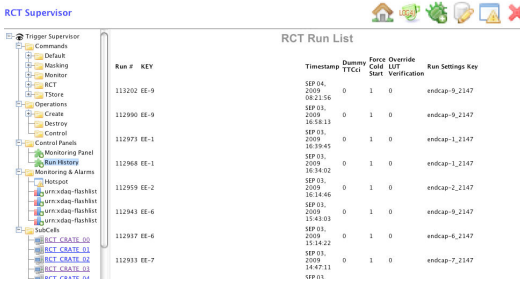 RCT Supervisor
Trigger Supervisor
Commands
Default
Masking
Monitor
RCT
TStore
Operations
Create
Destroy
Control
Control Panels
Monitoring Panel
Run History
Monitoring & Alarms
Hotspot
urn:xdaq-flashlist
urn:xdaq-flashlist
urn:xdaq-flashlist
urn:xdaq-flashlist
SubCells
RCT_CRATE_00
RCT_CRATE_01
RCT_CRATE_02
RCT_CRATE_03
RCT_CRATE_04
RCT Run List
Run # KEY Timestamp Dummy TTCci Force Cold Start Override LUT Verification Run Settings Key
113202 EE-9 SEP 04, 2009 08:21:56 0 1 0 endcap-9_2147
112990 EE-9 SEP 03, 2009 16:58:13 0 1 0 endcap-9_2147
112973 EE-1 SEP 03, 2009 16:39:45 0 1 0 endcap-1_2147
112968 EE-1 SEP 03, 2009 16:34:02 0 1 0 endcap-1_2147
112959 EE-2 SEP 03, 2009 16:14:46 0 1 0 endcap-2_2147
112943 EE-6 SEP 03, 2009 15:43:03 0 1 0 endcap-6_2147
112937 EE-6 SEP 03, 2009 15:14:22 0 1 0 endcap-6_2147
112933 EE-7 SEP 03, 2009 14:47:11 0 1 0 endcap-7_2147
SEP 03,